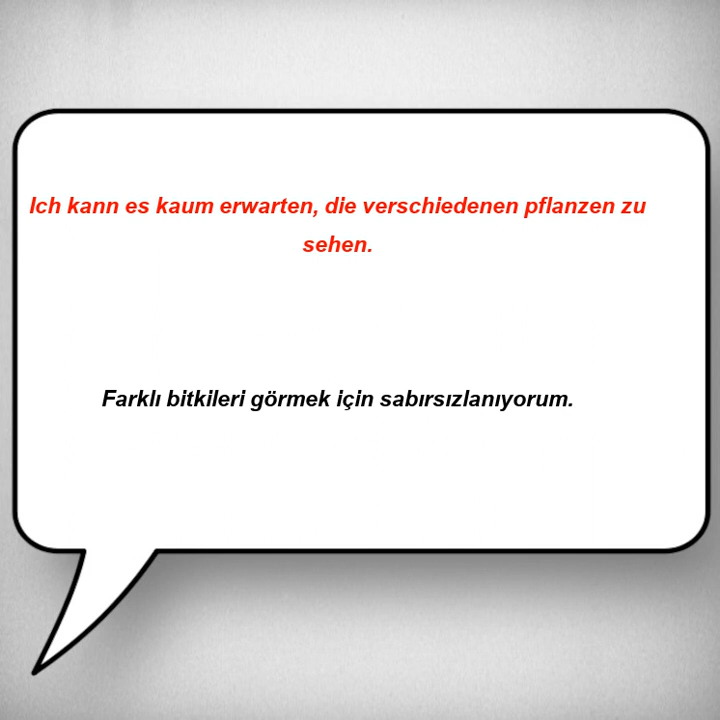 Ich kann es kaum erwarten, die verschiedenen pflanzen zu
sehen.
Farklı bitkileri görmek için sabırsızlanıyorum.